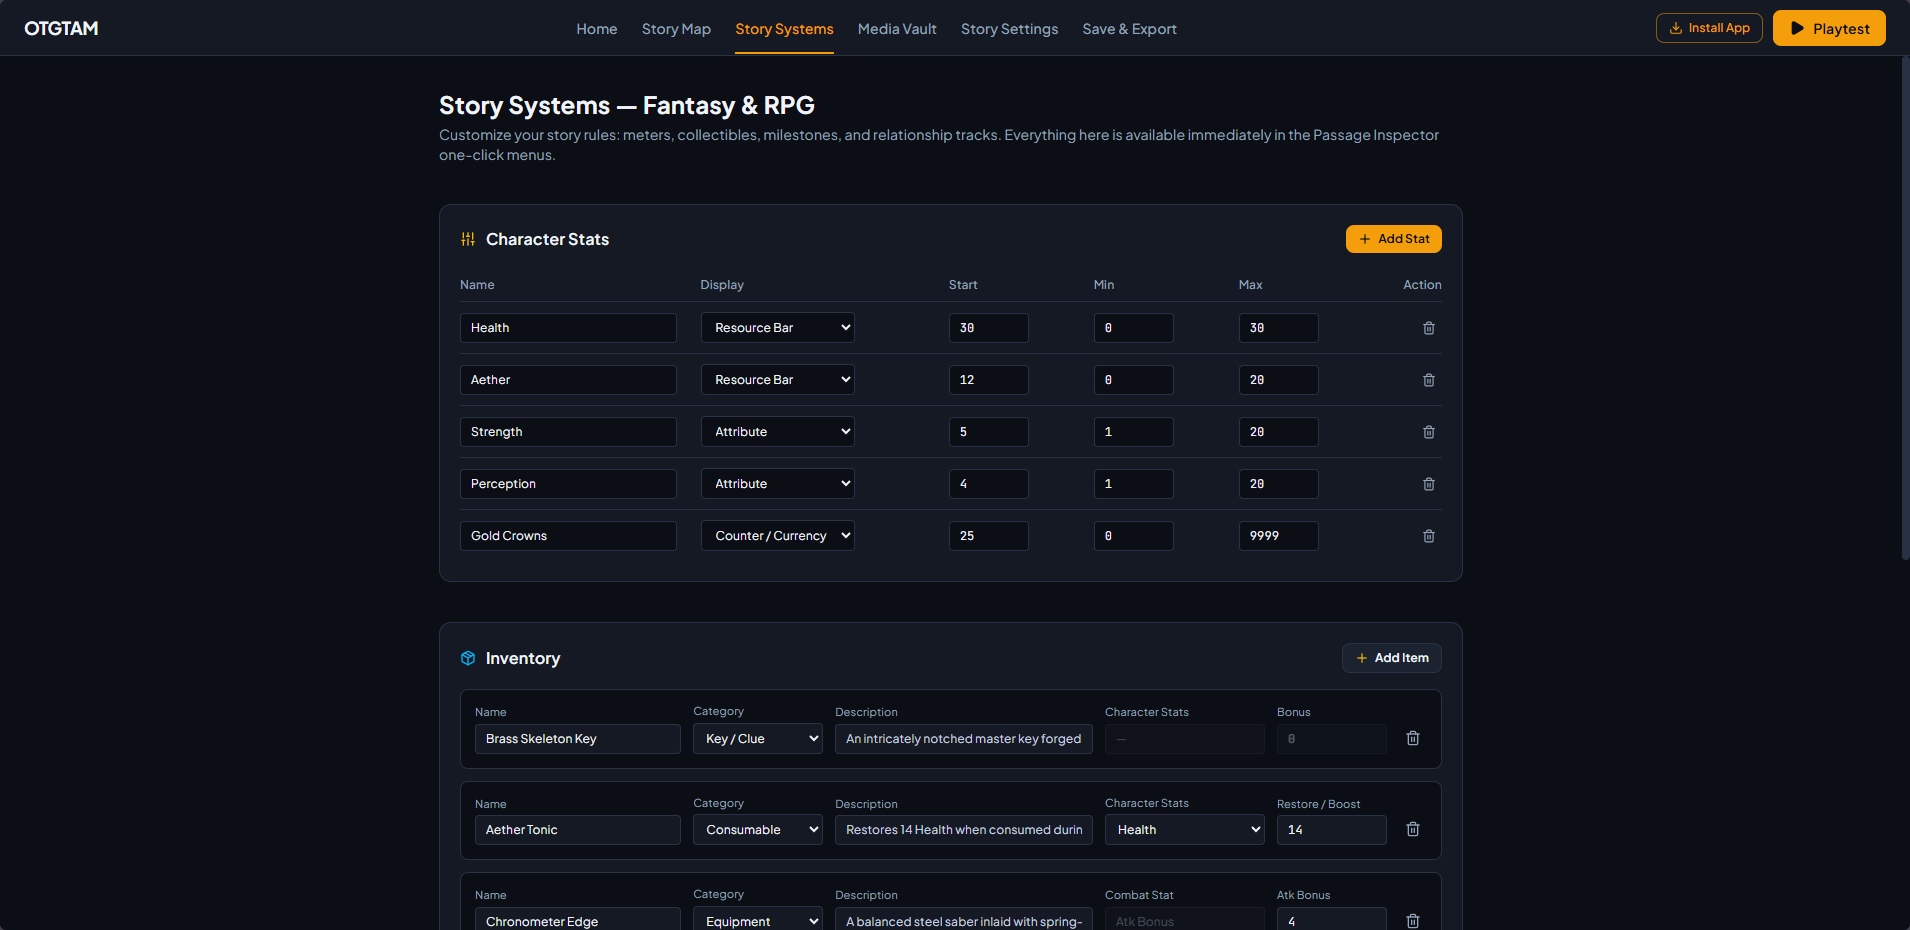 OTGTAM
Home Story Map Story Systems Media Vault Story Settings Save & Export
Install App
Playtest
Story Systems — Fantasy & RPG
Customize your story rules: meters, collectibles, milestones, and relationship tracks. Everything here is available immediately in the Passage Inspector
one-click menus.
Character Stats
Add Stat
Name Display Start Min Max Action
Health Resource Bar 30 0 30
Aether Resource Bar 12 0 20
Strength Attribute 5 1 20
Perception Attribute 4 1 20
Gold Crowns Counter / Currency 25 0 9999
Inventory
Add Item
Name Category Description Character Stats Bonus
Brass Skeleton Key Key / Clue An intricately notched master key forged — 0
Name Category Description Character Stats Restore / Boost
Aether Tonic Consumable Restores 14 Health when consumed durin Health 14
Name Category Description Combat Stat Atk Bonus
Chronometer Edge Equipment A balanced steel saber inlaid with spring- Atk Bonus 4